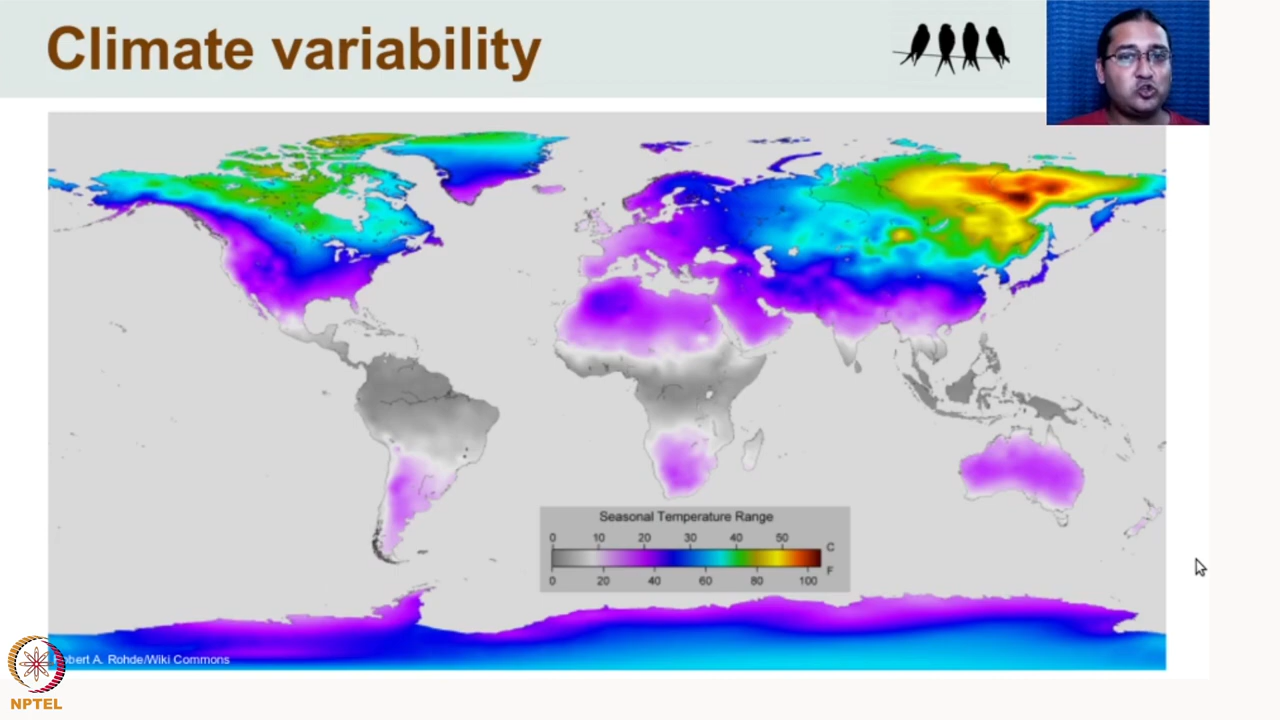 Climate variability
Seasonal Temperature Range
0 10 20 30 40 50 C
0 20 40 60 80 100 F
bert A. Rohde/Wiki Commons
NPTEL